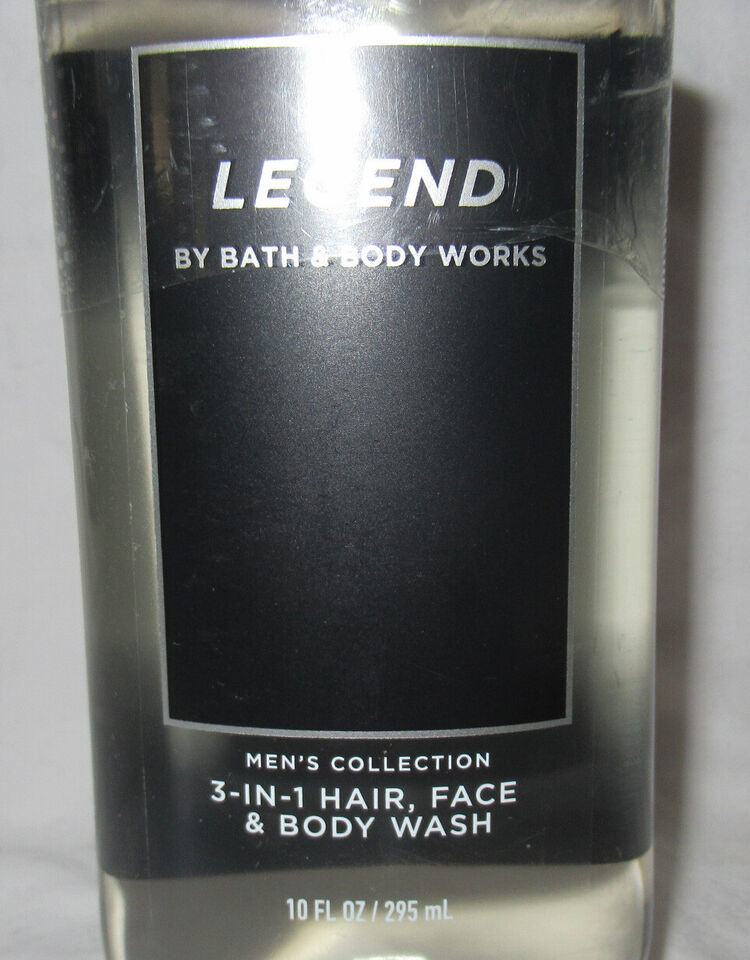 LEGEND
BY BATH & BODY WORKS
MEN'S COLLECTION
3-IN-1 HAIR, FACE
& BODY WASH
10 FL OZ / 295 mL